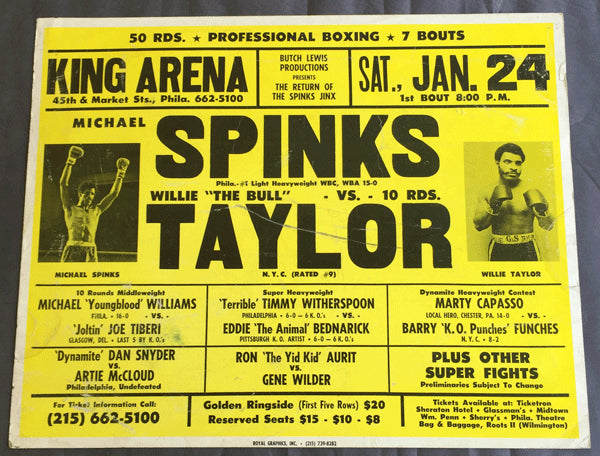 50 RDS. ★ PROFESSIONAL BOXING ★ 7 BOUTS
KING ARENA
45th & Market Sts., Phila. 662-5100
BUTCH LEWIS
PRODUCTIONS
PRESENTS
THE RETURN OF
THE SPINKS JINX
SAT., JAN. 24
1st BOUT 8:00 P.M.
MICHAEL
SPINKS
Phila.-#1 Light Heavyweight WBC, WBA 15-0
WILLIE "THE BULL" - VS. - 10 RDS.
TAYLOR
N.Y.C. (RATED #9)
MICHAEL SPINKS
WILLIE TAYLOR
10 Rounds Middleweight
MICHAEL 'Youngblood' WILLIAMS
PHILA. • 16-0 - VS. -
'Joltin' JOE TIBERI
GLASGOW, DEL. • LAST 5 BY K.O.'s
Super Heavyweight
'Terrible' TIMMY WITHERSPOON
PHILADELPHIA • 6-0 — 6 K.O.'s - VS. -
EDDIE 'The Animal' BEDNARICK
PITTSBURGH K.O. ARTIST • 6-0 — 6 K.O.'s
Dynamite Heavyweight Contest
MARTY CAPASSO
LOCAL HERO, CHESTER, PA. 14-0 - VS. -
BARRY 'K.O. Punches' FUNCHES
N.Y.C. • 8-2
'Dynamite' DAN SNYDER
VS.
ARTIE McCLOUD
Philadelphia, Undefeated
RON 'The Yid Kid' AURIT
VS.
GENE WILDER
PLUS OTHER
SUPER FIGHTS
Preliminaries Subject To Change
For Ticket Information Call:
(215) 662-5100
Golden Ringside (First Five Rows) $20
Reserved Seats $15 - $10 - $8
Tickets Available at: Ticketron
Sheraton Hotel • Glassman's • Midtown
Wm. Penn • Sherry's • Phila. Theatre
Bag & Baggage, Roots II (Wilmington)
ROYAL GRAPHICS, INC. • (215) 739-8282